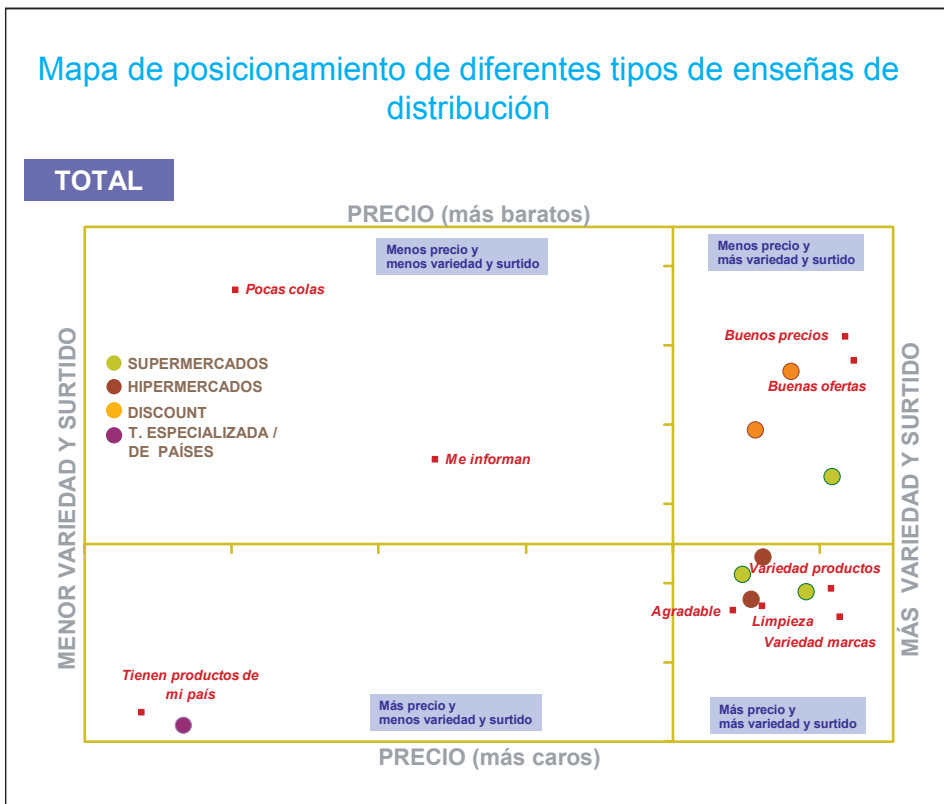 Mapa de posicionamiento de diferentes tipos de enseñas de
distribución
TOTAL
PRECIO (más baratos)
Menos precio y
menos variedad y surtido
Menos precio y
más variedad y surtido
Pocas colas
Buenos precios
Buenas ofertas
SUPERMERCADOS
HIPERMERCADOS
DISCOUNT
T. ESPECIALIZADA /
DE PAÍSES
Me informan
MENOR VARIEDAD Y SURTIDO
MÁS VARIEDAD Y SURTIDO
Variedad productos
Agradable
Limpieza
Variedad marcas
Tienen productos de
mi país
Más precio y
menos variedad y surtido
Más precio y
más variedad y surtido
PRECIO (más caros)